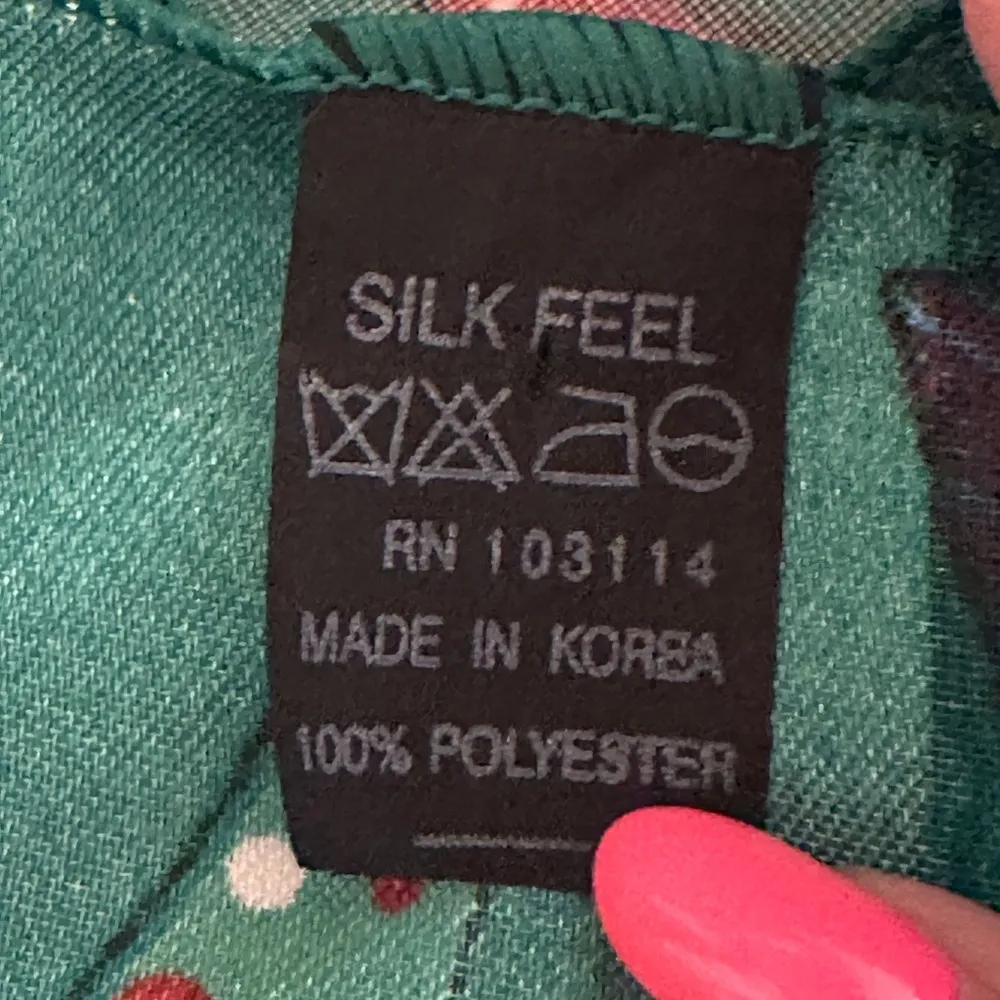 SILK FEEL
RN 103114
MADE IN KOREA
100% POLYESTER